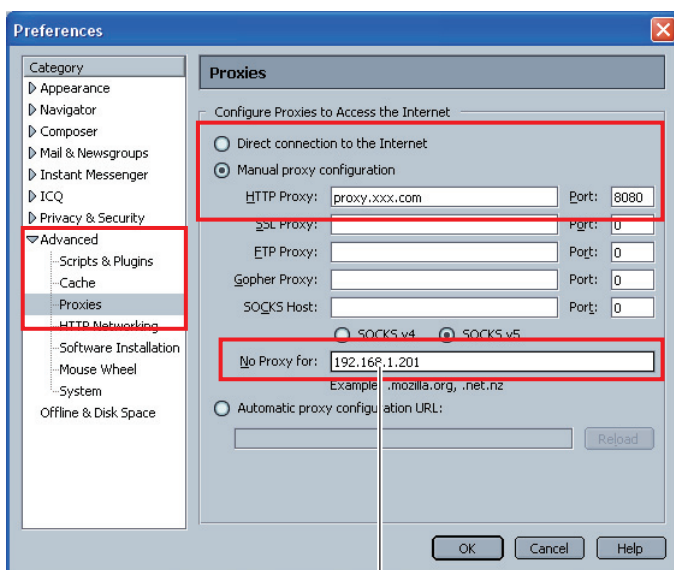 Preferences
Category
Appearance
Navigator
Composer
Mail & Newsgroups
Instant Messenger
ICQ
Privacy & Security
Advanced
Scripts & Plugins
Cache
Proxies
HTTP Networking
Software Installation
Mouse Wheel
System
Offline & Disk Space
Proxies
Configure Proxies to Access the Internet
Direct connection to the Internet
Manual proxy configuration
HTTP Proxy: proxy.xxx.com Port: 8080
SSL Proxy: Port: 0
FTP Proxy: Port: 0
Gopher Proxy: Port: 0
SOCKS Host: Port: 0
SOCKS v4 SOCKS v5
No Proxy for: 192.168.1.201
Example: .mozilla.org, .net.nz
Automatic proxy configuration URL:
Reload
OK Cancel Help